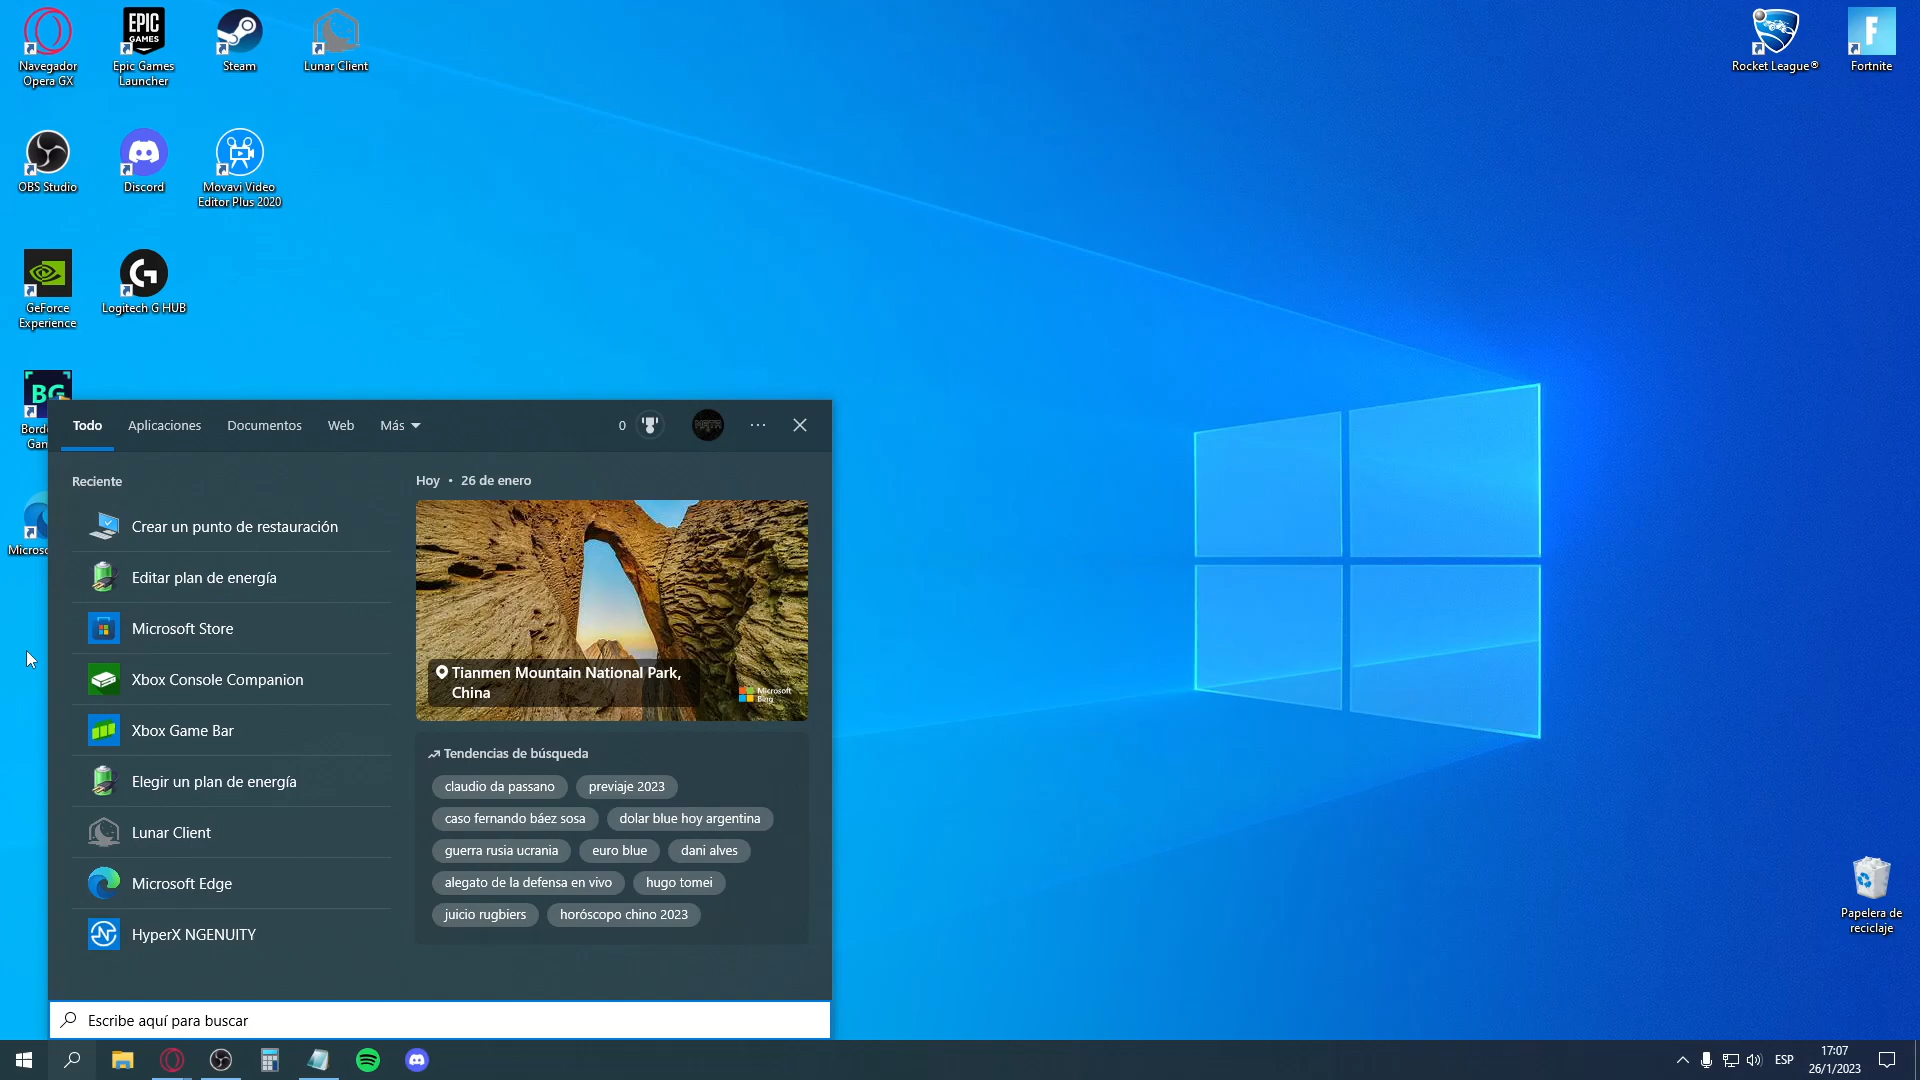 Navegador
Opera GX
EPIC
GAMES
Epic Games
Launcher
Steam
Lunar Client
Rocket League®
F
Fortnite
OBS Studio
Discord
Movavi Video
Editor Plus 2020
GeForce
Experience
G
Logitech G HUB
BG
Todo
Aplicaciones
Documentos
Web
Más
0
Reciente
Crear un punto de restauración
Editar plan de energía
Microsoft Store
Xbox Console Companion
Xbox Game Bar
Elegir un plan de energía
Lunar Client
Microsoft Edge
HyperX NGENUITY
Hoy • 26 de enero
Tianmen Mountain National Park,
China
Microsoft
Bing
Tendencias de búsqueda
claudio da passano
previaje 2023
caso fernando báez sosa
dolar blue hoy argentina
guerra rusia ucrania
euro blue
dani alves
alegato de la defensa en vivo
hugo tomei
juicio rugbiers
horóscopo chino 2023
Escribe aquí para buscar
Papelera de
reciclaje
ESP
17:07
26/1/2023